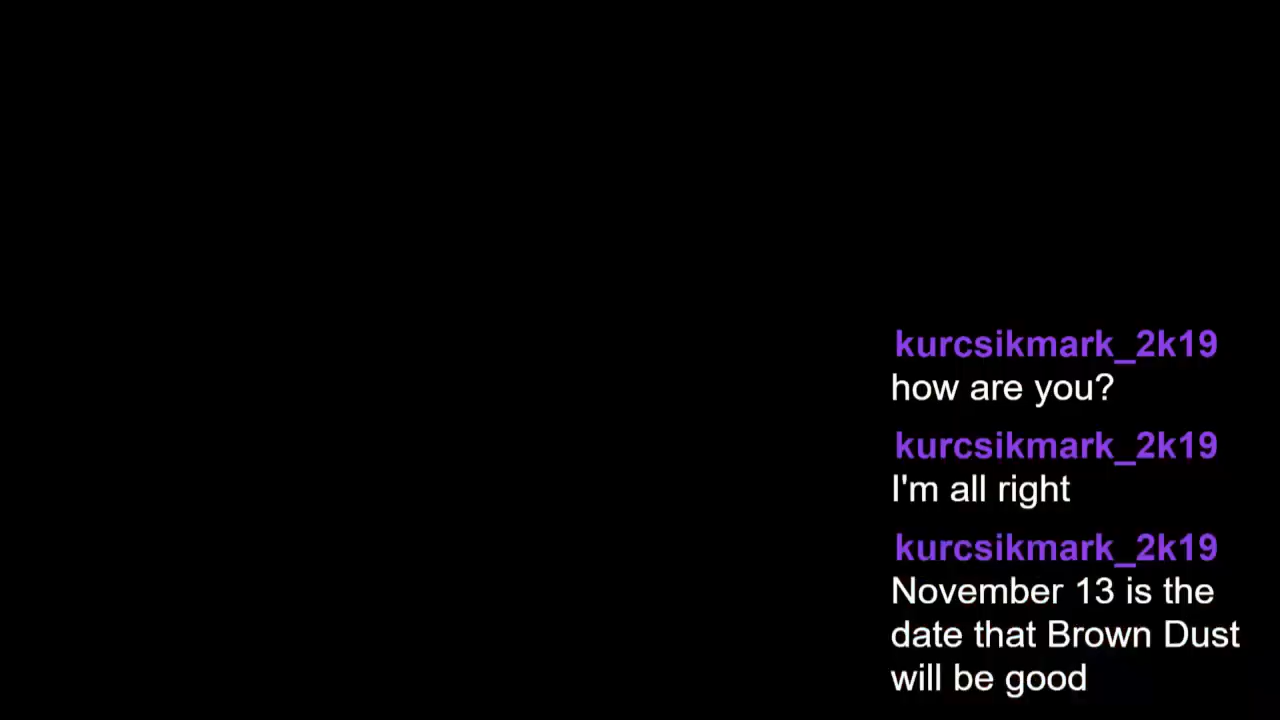 kurcsikmark_2k19
how are you?
kurcsikmark_2k19
I'm all right
kurcsikmark_2k19
November 13 is the
date that Brown Dust
will be good